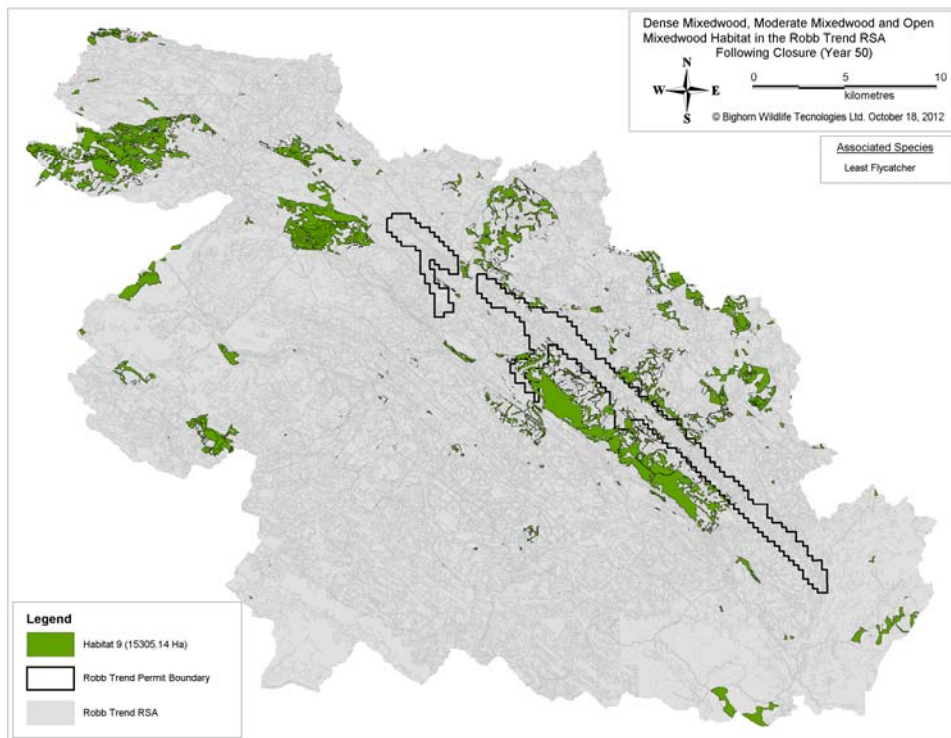 Dense Mixedwood, Moderate Mixedwood and Open
Mixedwood Habitat in the Robb Trend RSA
Following Closure (Year 50)
N
W E
S
0 5 10
kilometres
© Bighorn Wildlife Tecnologies Ltd. October 18, 2012
Associated Species
Least Flycatcher
Legend
Habitat 9 (15305.14 Ha)
Robb Trend Permit Boundary
Robb Trend RSA